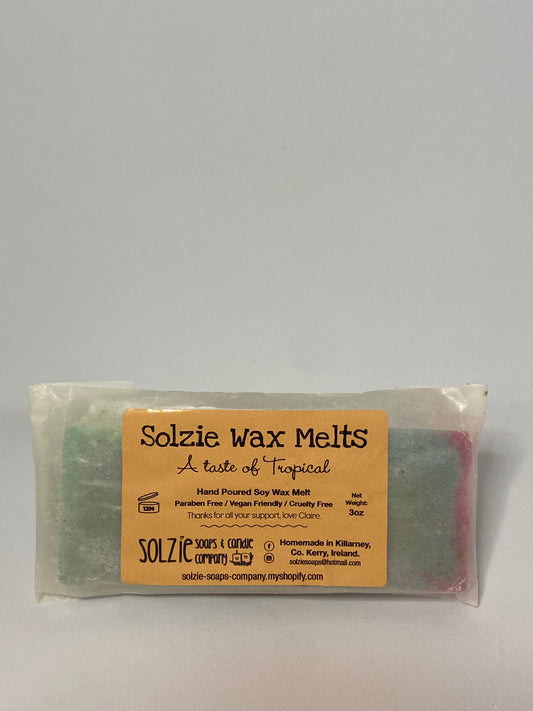 Solzie Wax Melts
A taste of Tropical
Hand Poured Soy Wax Melt
Paraben Free / Vegan Friendly / Cruelty Free
Thanks for all your support, love Claire.
Net
Weight:
3oz
12M
SOLZIE SOAPS & CANDLE
COMPANY
Homemade in Killarney,
Co. Kerry, Ireland.
solziesoaps@hotmail.com
solzie-soaps-company.myshopify.com